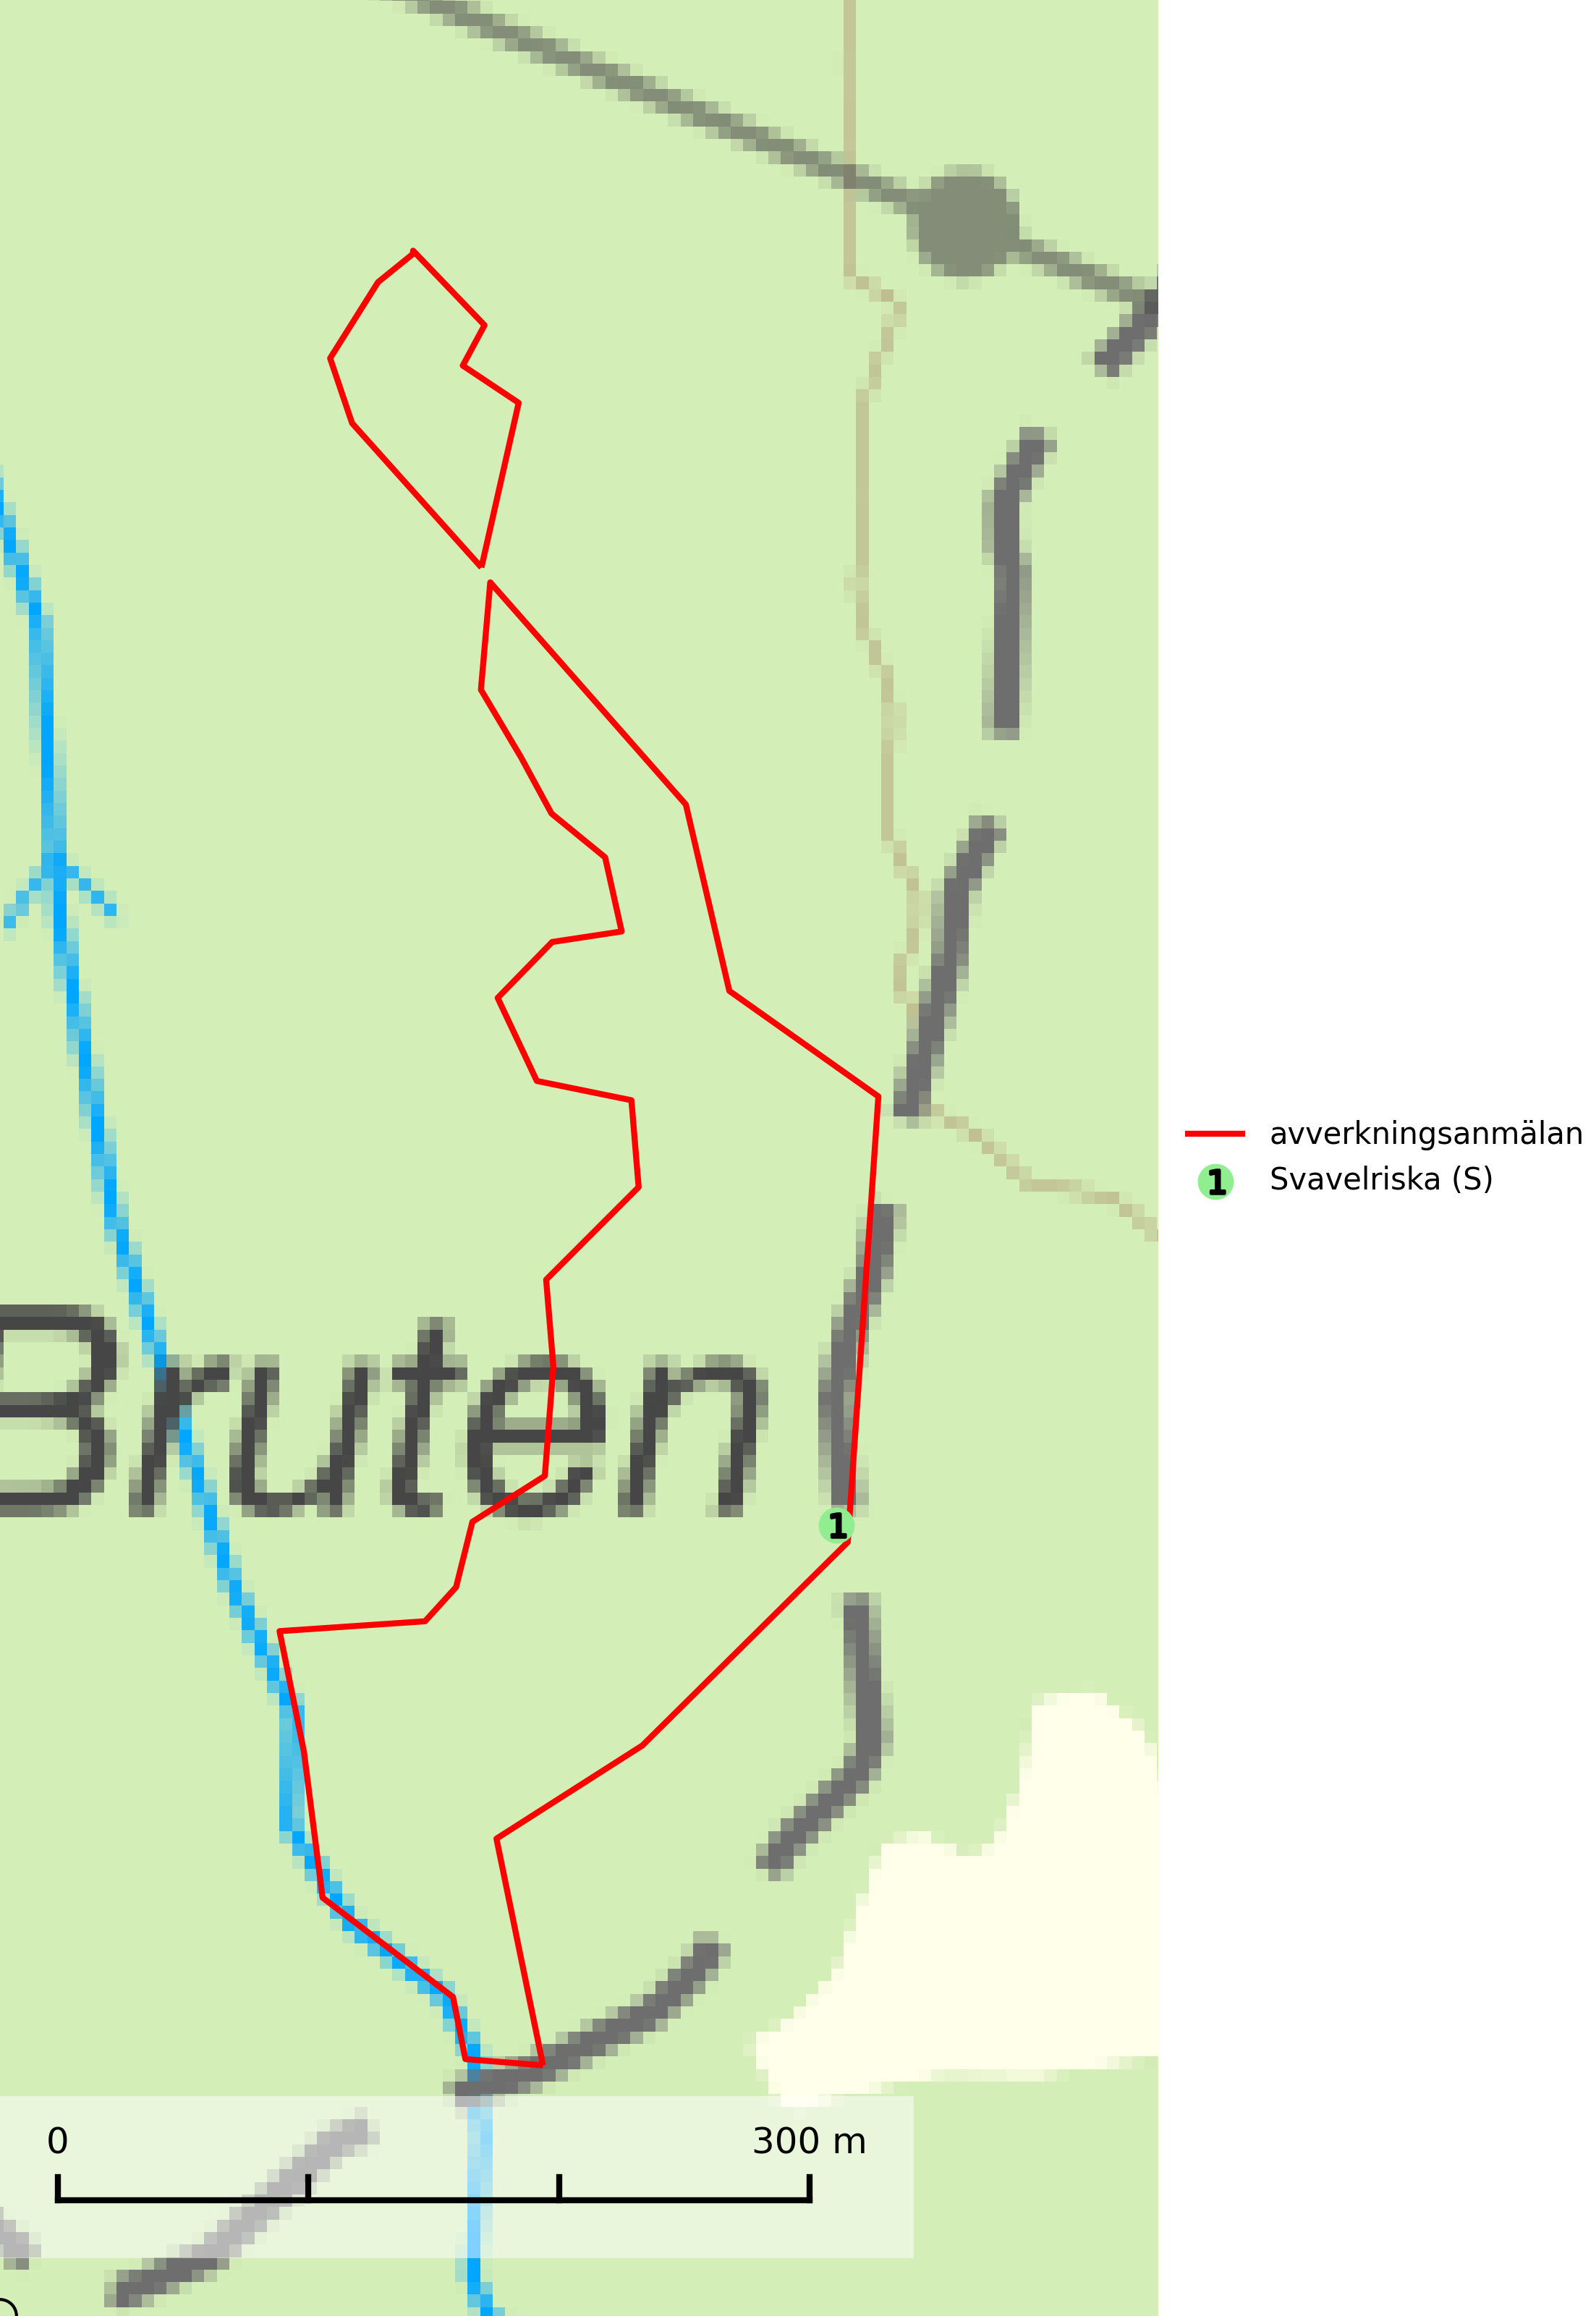 avverkningsanmälan
1 Svavelriska (S)
Bruten
1
0 300 m